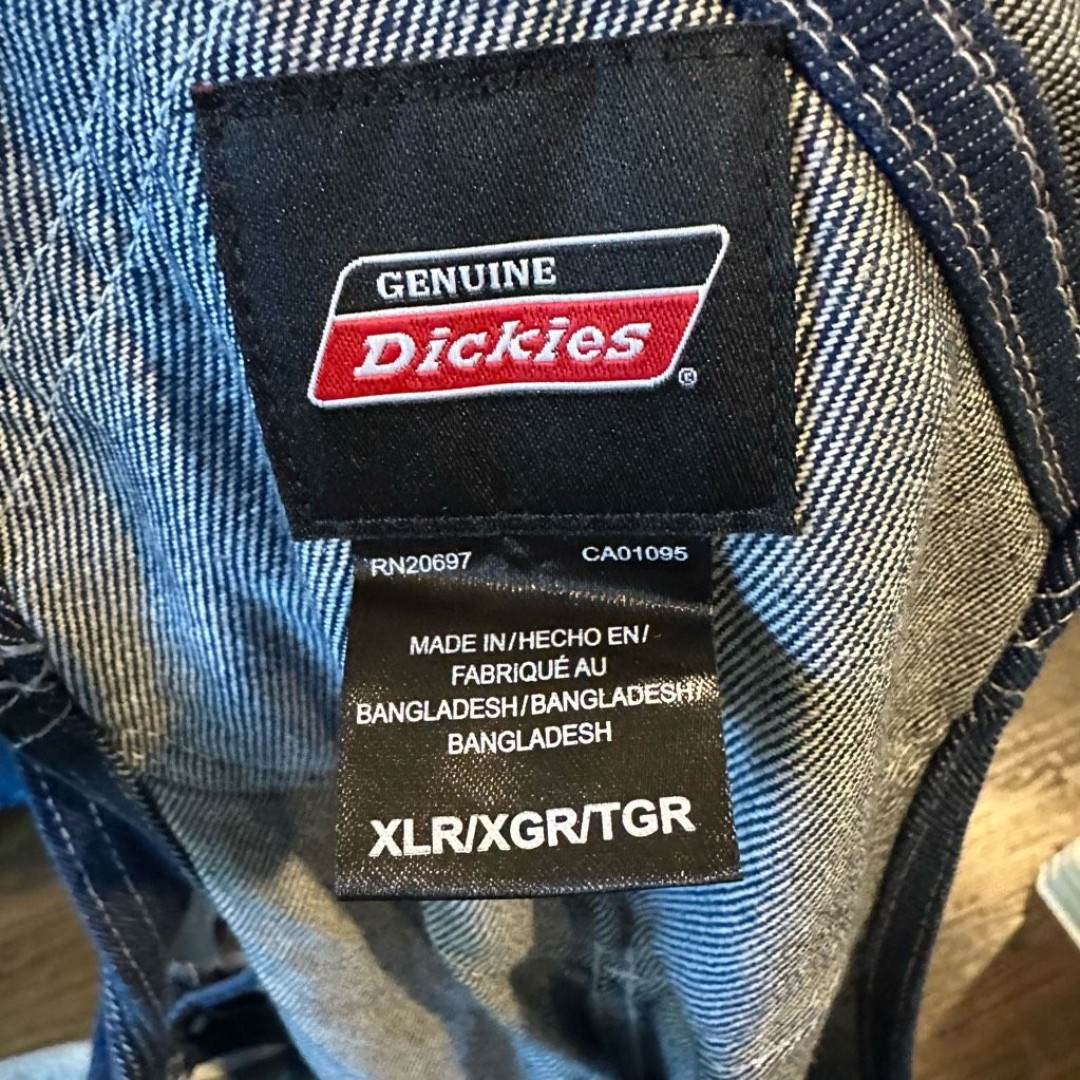 GENUINE
Dickies
®
RN20697 CA01095
MADE IN/HECHO EN/
FABRIQUÉ AU
BANGLADESH/BANGLADESH/
BANGLADESH
XLR/XGR/TGR